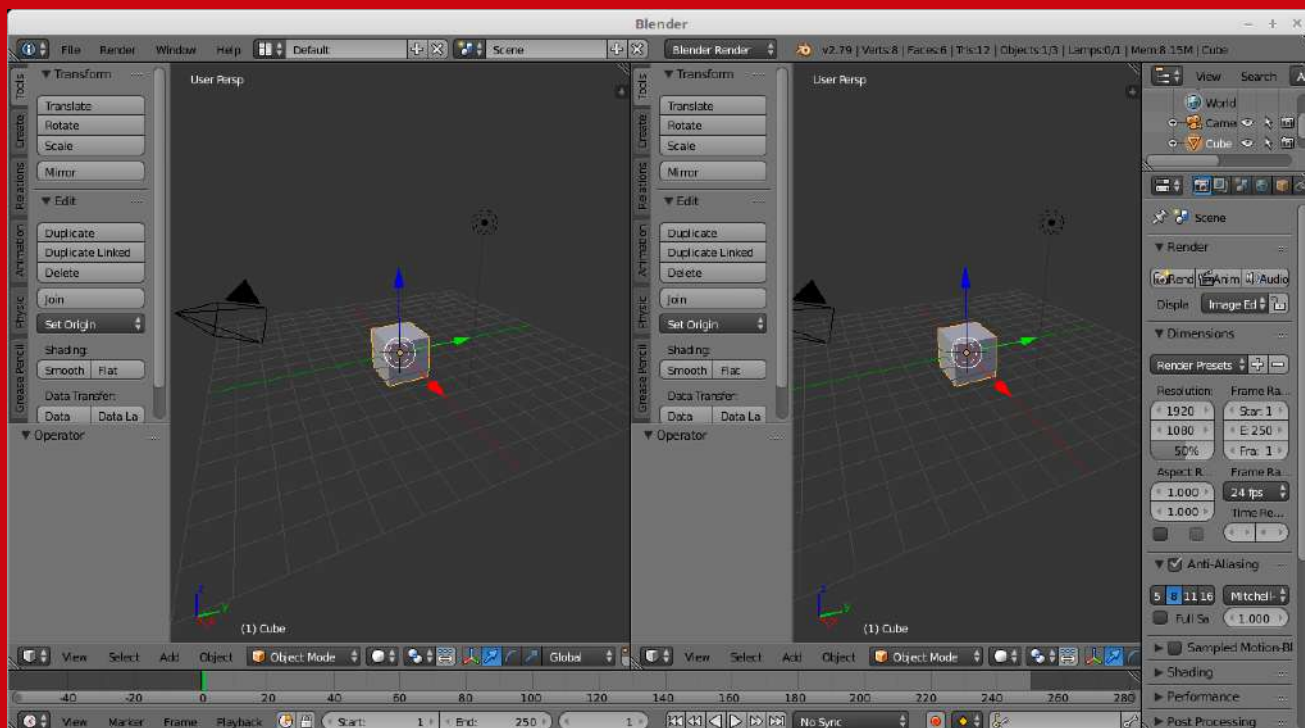 Blender
File Render Window Help Default Scene Blender Render v2.79 | Verts:8 | Faces:6 | Tris:12 | Objects:1/3 | Lamps:0/1 | Mem:8.15M | Cube
Tools
Create
Relations
Animation
Physic
Grease Pencil
Transform
Translate
Rotate
Scale
Mirror
Edit
Duplicate
Duplicate Linked
Delete
Join
Set Origin
Shading:
Smooth Flat
Data Transfer:
Data Data La
Operator
User Persp
z
y
(1) Cube
View Select Add Object Object Mode Global
Tools
Create
Relations
Animation
Physic
Grease Pencil
Transform
Translate
Rotate
Scale
Mirror
Edit
Duplicate
Duplicate Linked
Delete
Join
Set Origin
Shading:
Smooth Flat
Data Transfer:
Data Data La
Operator
User Persp
z
y
(1) Cube
View Select Add Object Object Mode
View Search A
World
Came
Cube
Scene
Render
Rend Anim Audio
Disple Image Ed
Dimensions
Render Presets
Resolution: Frame Ra...
1920 Star: 1
1080 E: 250
50% Fra: 1
Aspect R... Frame Ra...
1.000 24 fps
1.000 Time Re...
Anti-Aliasing
5 8 11 16 Mitchell-
Full Sa 1.000
Sampled Motion Bl
Shading
Performance
Post Processing
-40 -20 0 20 40 60 80 100 120 140 160 180 200 220 240 260 280
View Marker Frame Playback Start: 1 End: 250 1 No Sync